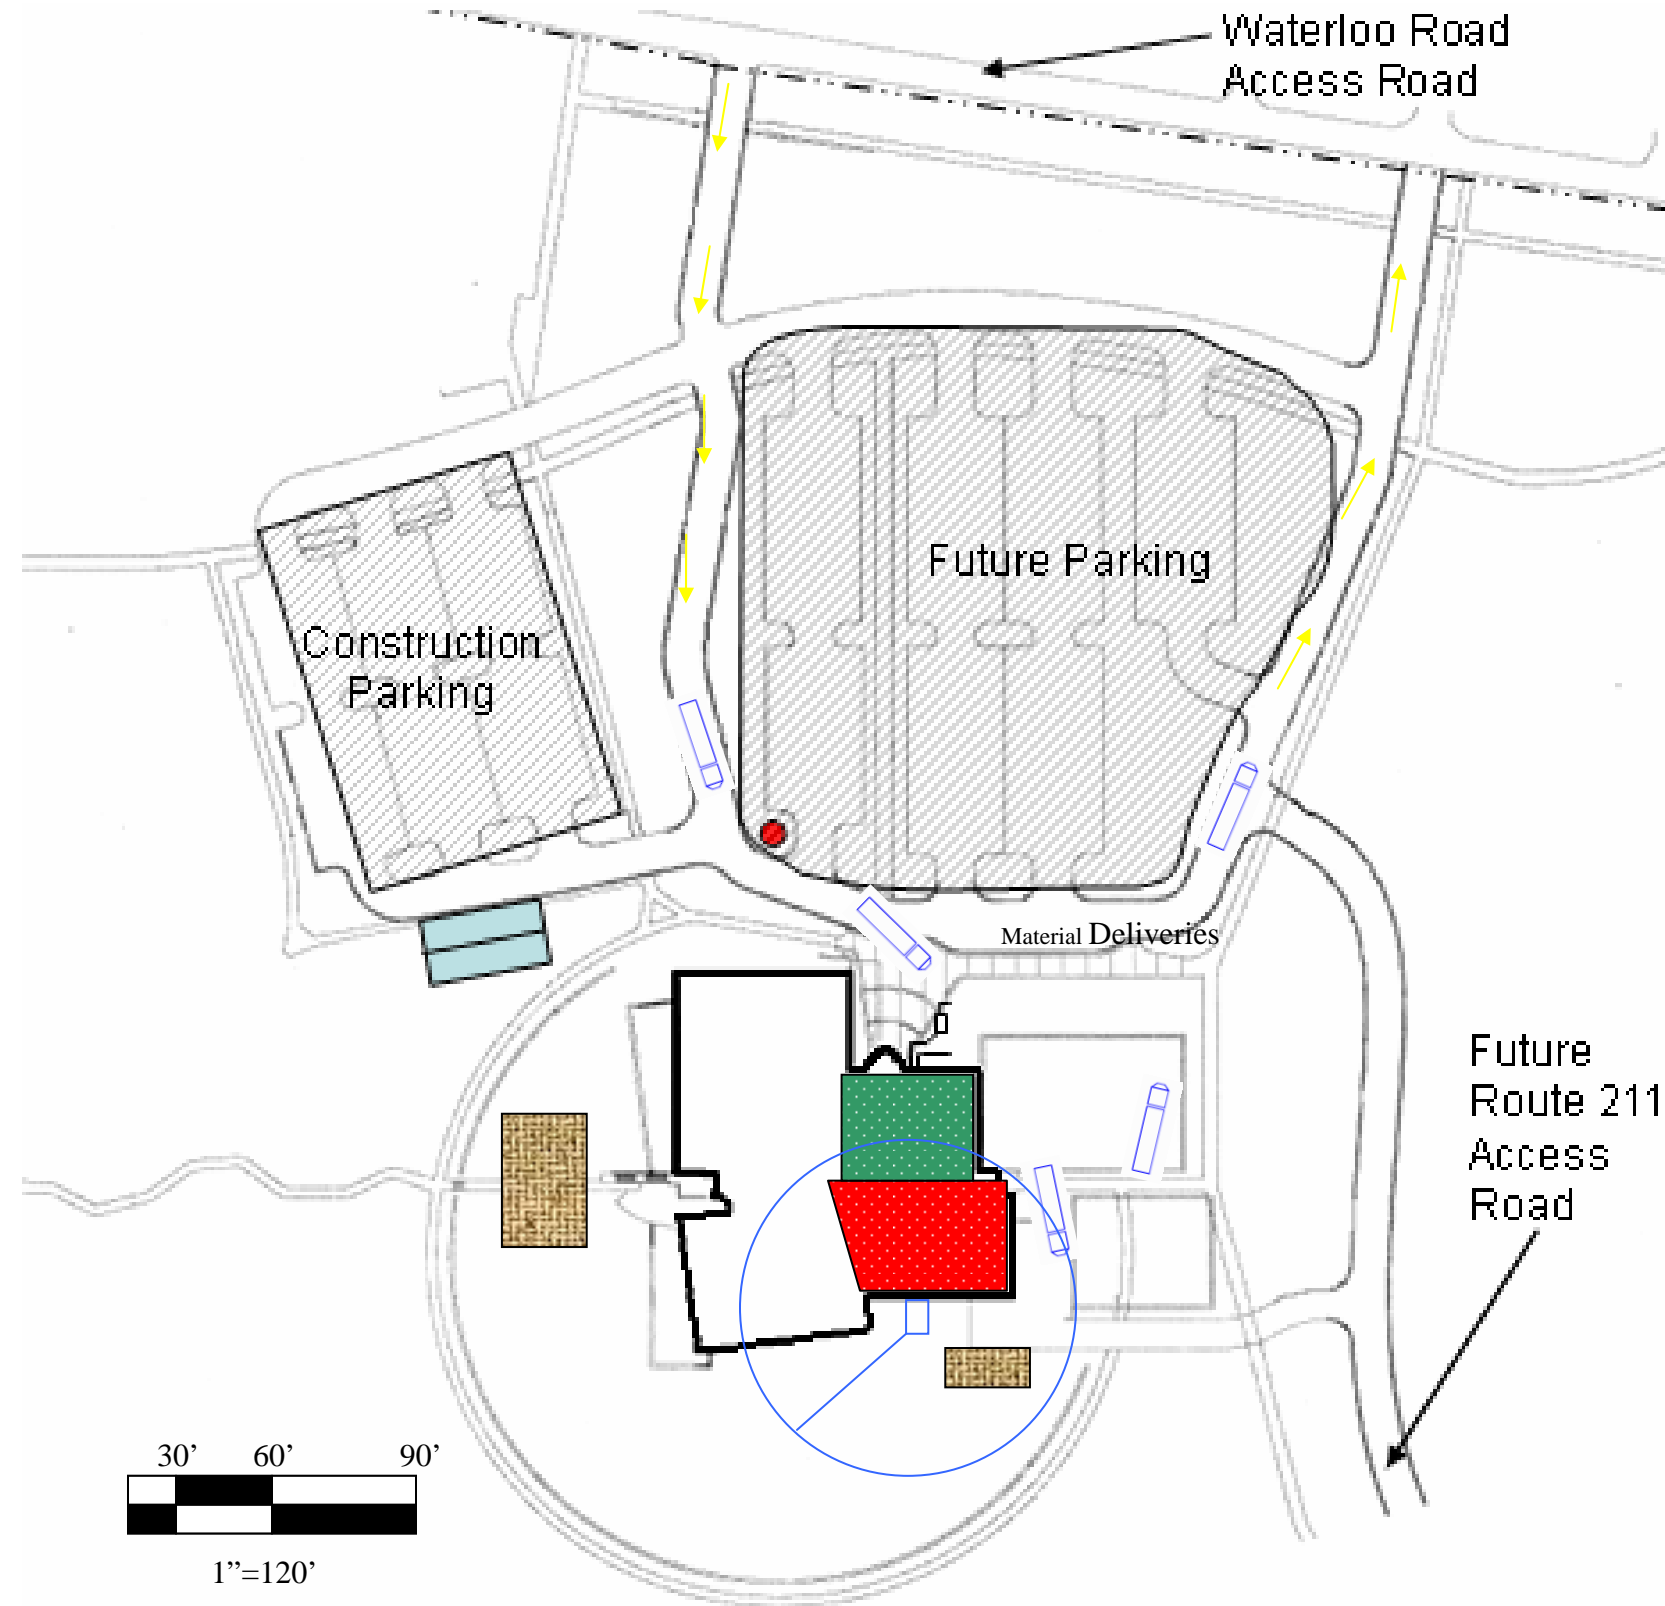 Waterloo Road
Access Road
Future Parking
Construction
Parking
Material Deliveries
Future
Route 211
Access
Road
30’ 60’ 90’
1”=120’